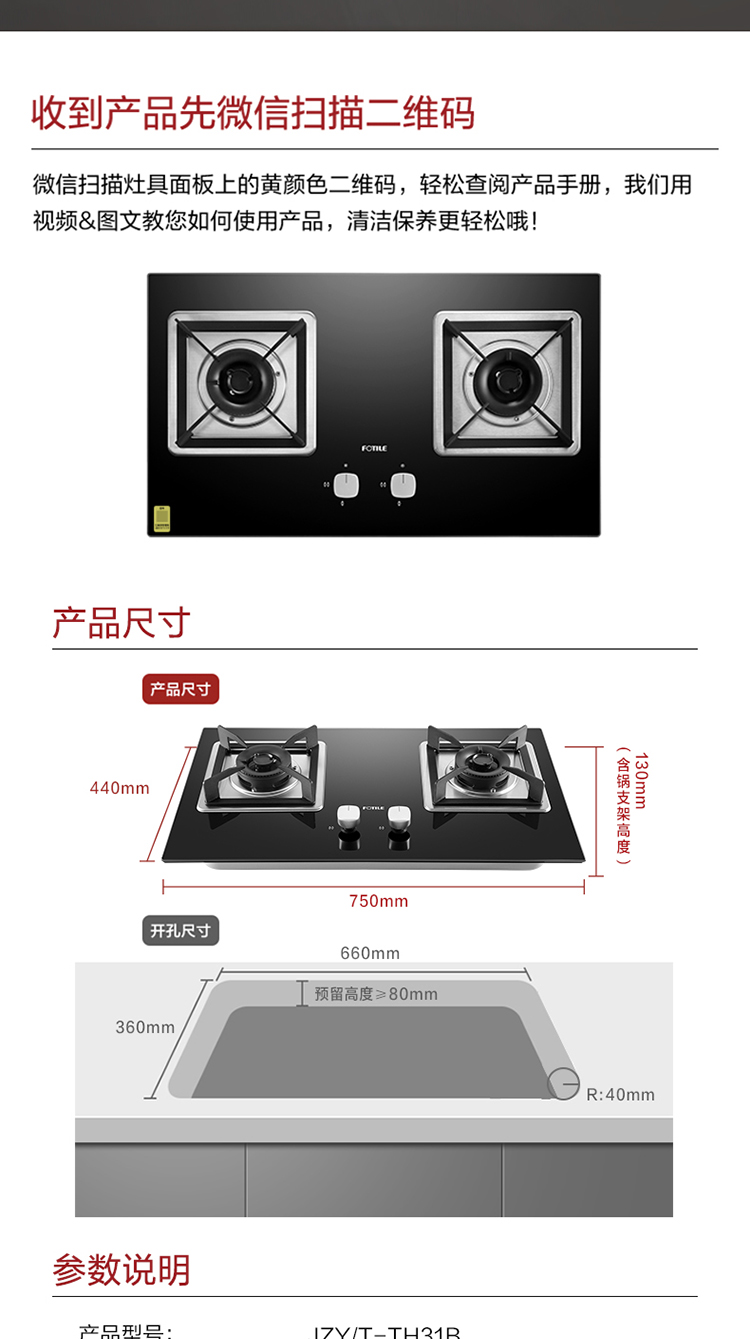 收到产品先微信扫描二维码
微信扫描灶具面板上的黄颜色二维码，轻松查阅产品手册，我们用
视频&图文教您如何使用产品，清洁保养更轻松哦！
FOTILE
产品尺寸
产品尺寸
440mm
FOTILE
130mm
（含锅支架高度）
750mm
开孔尺寸
660mm
预留高度≥80mm
360mm
R:40mm
参数说明
产品型号： JZY/T-TH31B